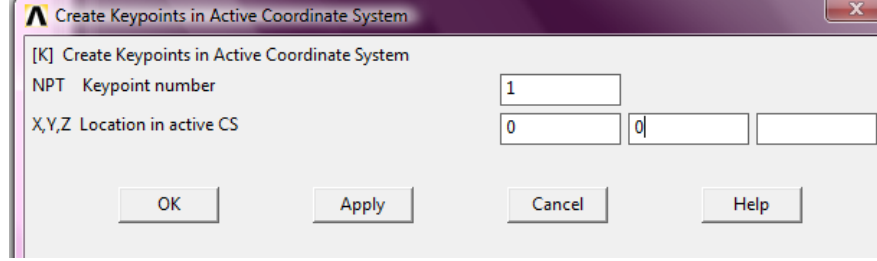 Create Keypoints in Active Coordinate System
X
[K] Create Keypoints in Active Coordinate System
NPT Keypoint number 1
X,Y,Z Location in active CS 0 0
OK Apply Cancel Help